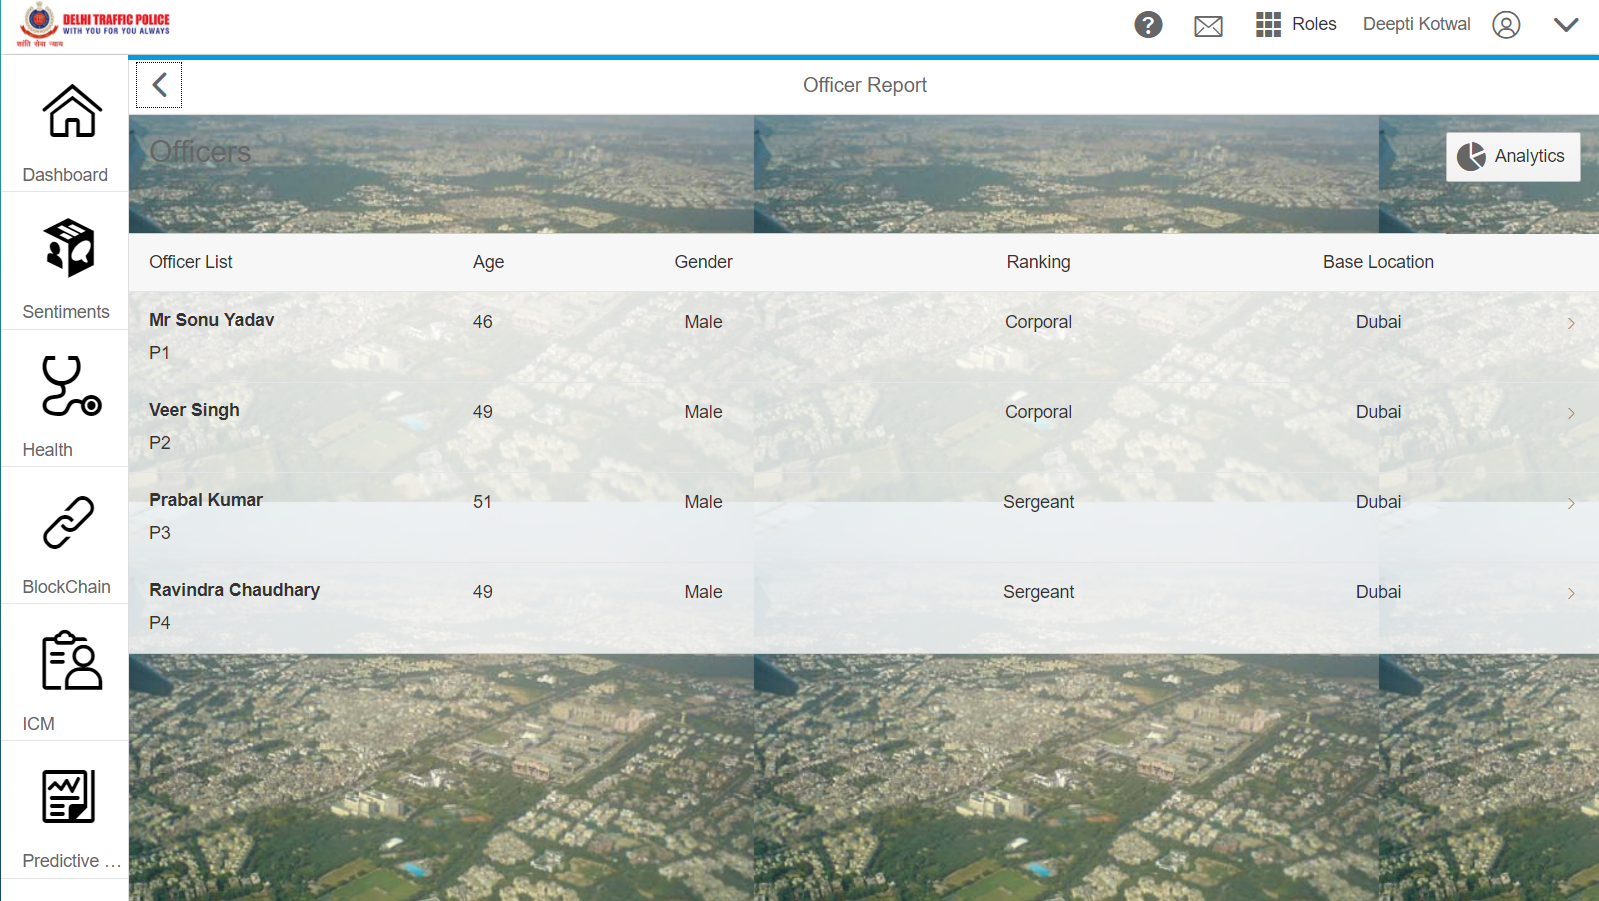 DELHI TRAFFIC POLICE
WITH YOU FOR YOU ALWAYS
शांति सेवा न्याय
? Roles Deepti Kotwal
Officer Report
Officers
Analytics
Dashboard
Sentiments
Health
BlockChain
ICM
Predictive ...
Officer List Age Gender Ranking Base Location
Mr Sonu Yadav 46 Male Corporal Dubai
P1
Veer Singh 49 Male Corporal Dubai
P2
Prabal Kumar 51 Male Sergeant Dubai
P3
Ravindra Chaudhary 49 Male Sergeant Dubai
P4